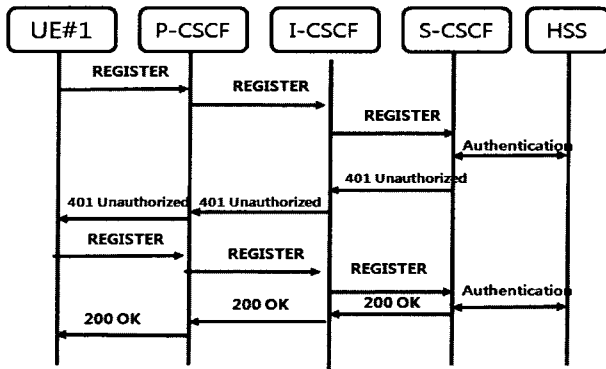 UE#1 P-CSCF I-CSCF S-CSCF HSS
REGISTER
REGISTER
REGISTER
Authentication
401 Unauthorized
401 Unauthorized
401 Unauthorized
REGISTER
REGISTER
REGISTER
Authentication
200 OK
200 OK
200 OK